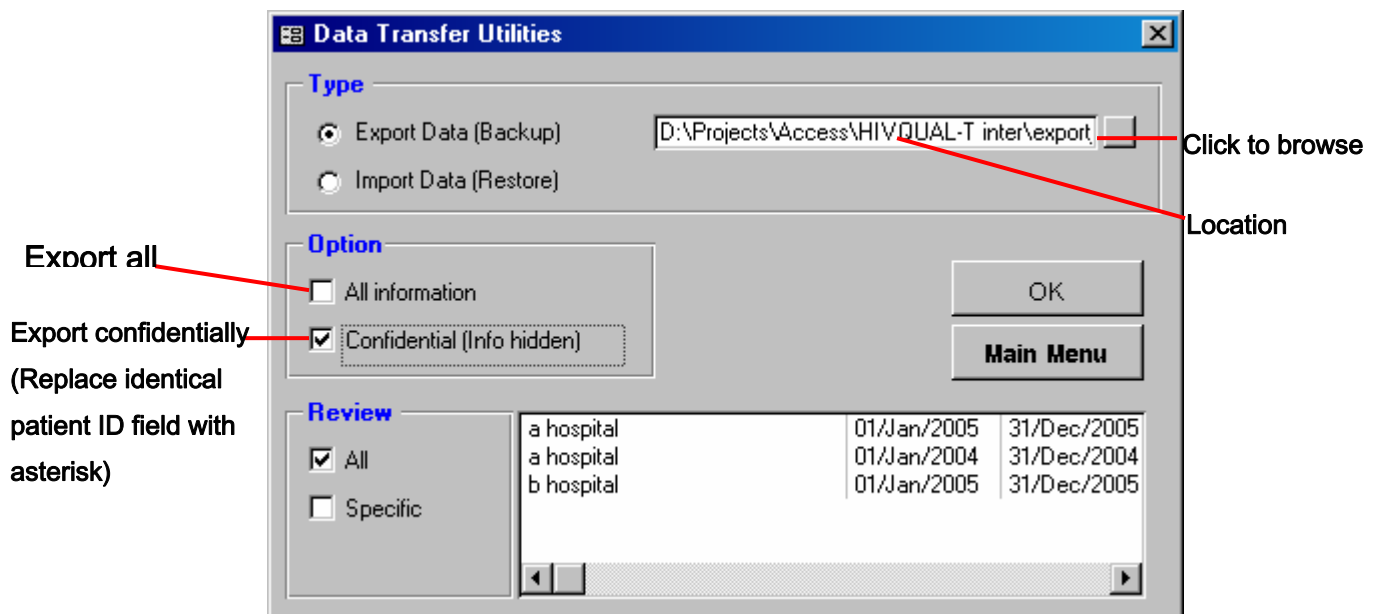 Data Transfer Utilities
Type
Export Data (Backup)
D:\Projects\Access\HIVQUAL-T inter\export
Click to browse
Import Data (Restore)
Location
Option
Export all
All information
OK
Export confidentially
(Replace identical
patient ID field with
asterisk)
Confidential (Info hidden)
Main Menu
Review
All
Specific
a hospital 01/Jan/2005 31/Dec/2005
a hospital 01/Jan/2004 31/Dec/2004
b hospital 01/Jan/2005 31/Dec/2005